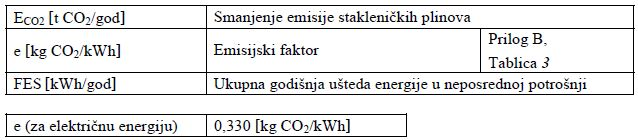 E_CO2 [t CO2/god] Smanjenje emisije stakleničkih plinova
e [kg CO2/kWh] Emisijski faktor Prilog B,
Tablica 3
FES [kWh/god] Ukupna godišnja ušteda energije u neposrednoj potrošnji
e (za električnu energiju) 0,330 [kg CO2/kWh]